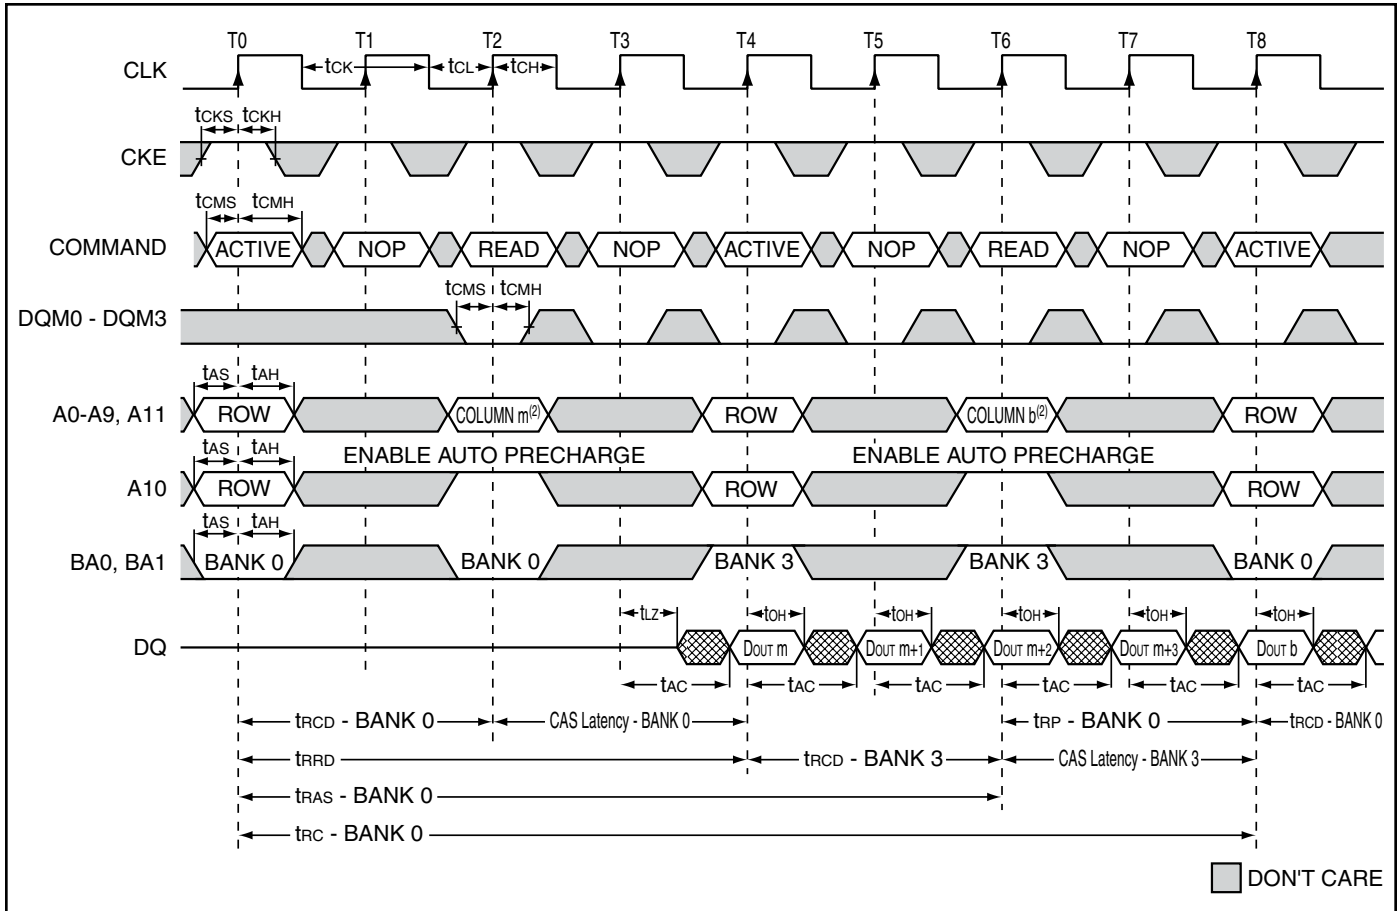 T0 T1 T2 T3 T4 T5 T6 T7 T8
CLK tCK tCL tCH
tCKS tCKH
CKE
tCMS tCMH
COMMAND ACTIVE NOP READ NOP ACTIVE NOP READ NOP ACTIVE
tCMS tCMH
DQM0 - DQM3
tAS tAH
A0-A9, A11 ROW COLUMN m(2) ROW COLUMN b(2) ROW
tAS tAH ENABLE AUTO PRECHARGE ENABLE AUTO PRECHARGE
A10 ROW ROW ROW
tAS tAH
BA0, BA1 BANK 0 BANK 0 BANK 3 BANK 3 BANK 0
tLZ tOH tOH tOH tOH tOH
DQ DOUT m DOUT m+1 DOUT m+2 DOUT m+3 DOUT b
tAC tAC tAC tAC tAC tAC
tRCD - BANK 0 CAS Latency - BANK 0 tRP - BANK 0 tRCD - BANK 0
tRRD tRCD - BANK 3 CAS Latency - BANK 3
tRAS - BANK 0
tRC - BANK 0
DON'T CARE